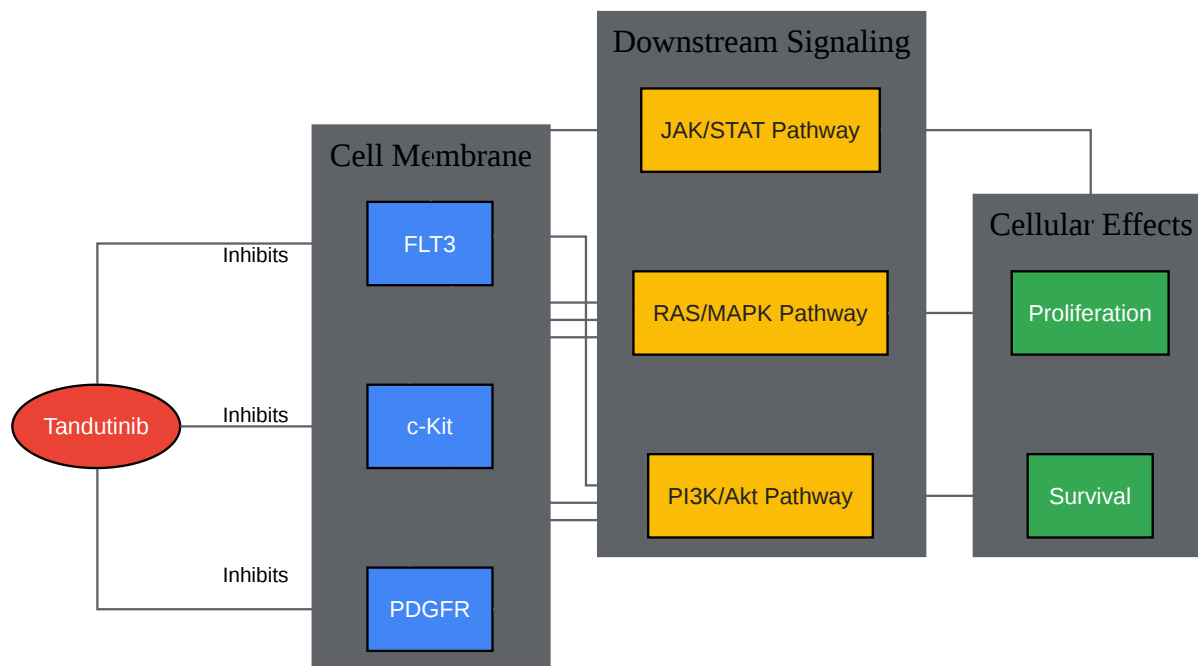 Downstream Signaling
JAK/STAT Pathway
Cell Membrane
Cellular Effects
FLT3
Inhibits
RAS/MAPK Pathway
Proliferation
Tandutinib
Inhibits
c-Kit
PI3K/Akt Pathway
Survival
Inhibits
PDGFR